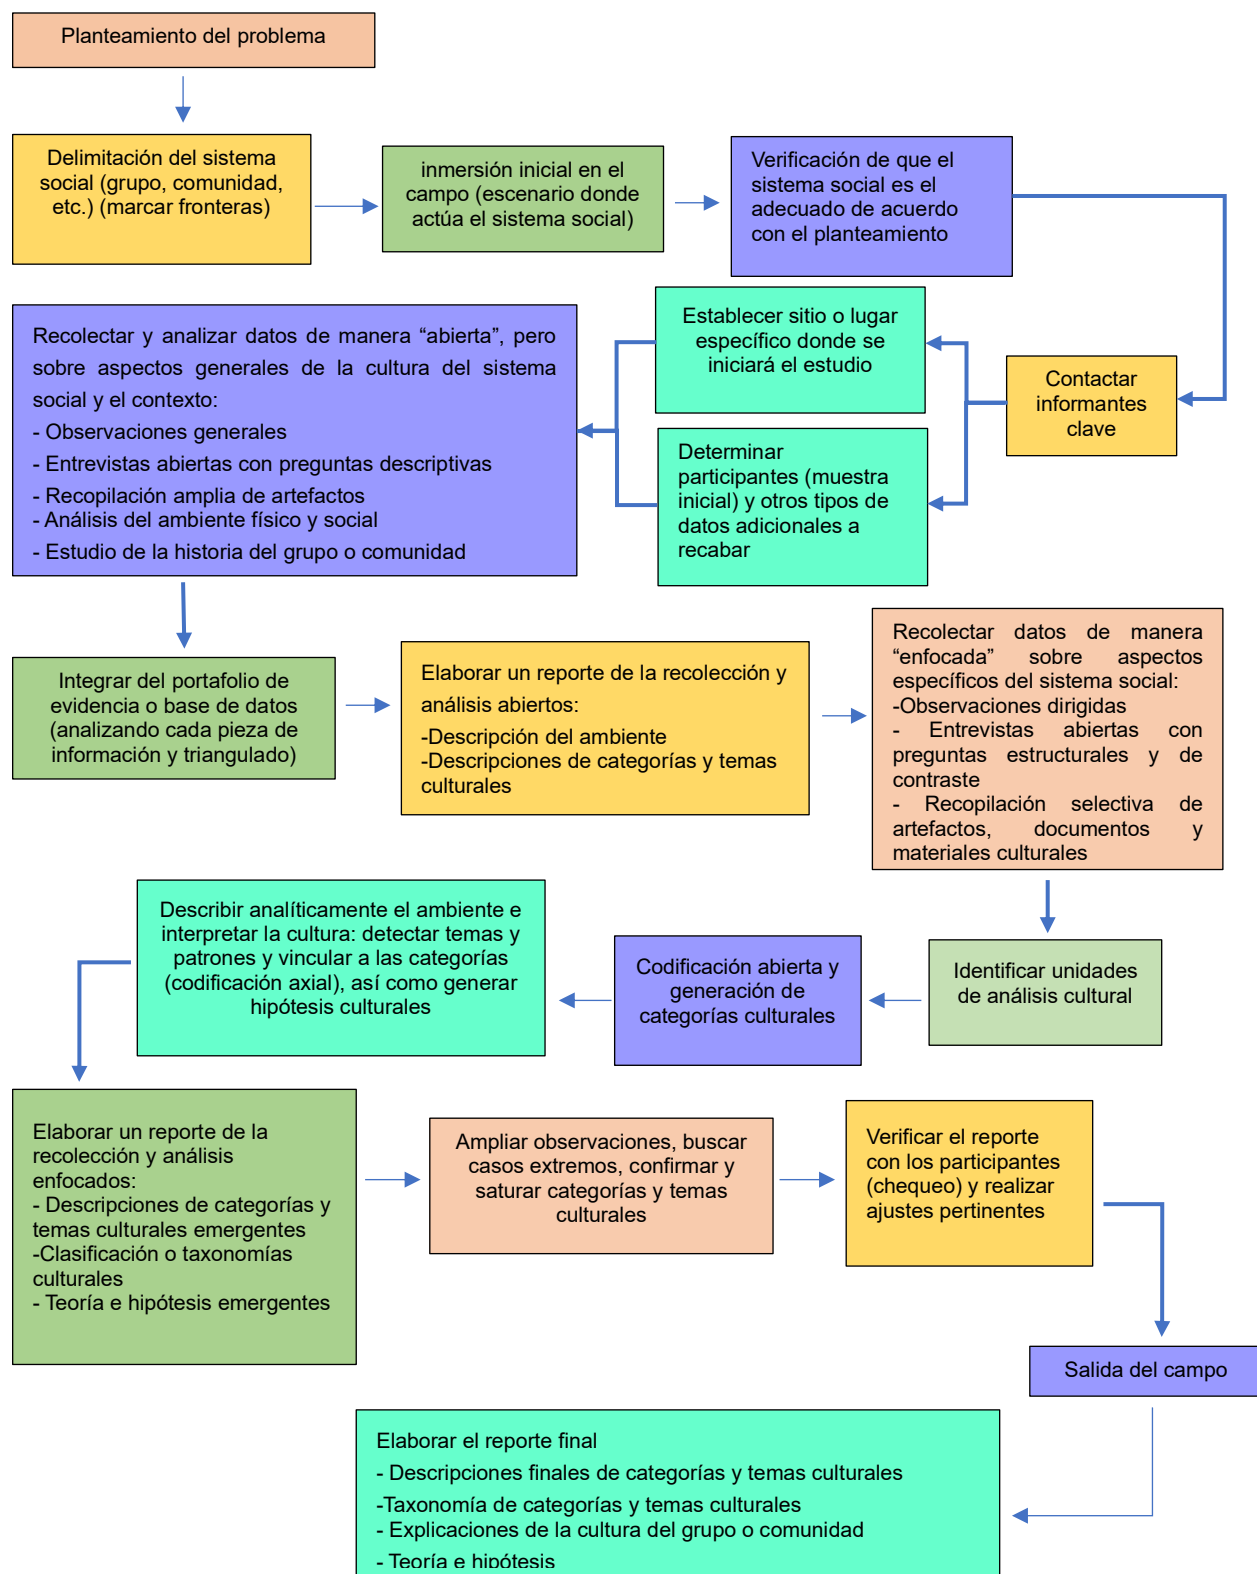 Planteamiento del problema
Delimitación del sistema
social (grupo, comunidad,
etc.) (marcar fronteras)
inmersión inicial en el
campo (escenario donde
actúa el sistema social)
Verificación de que el
sistema social es el
adecuado de acuerdo
con el planteamiento
Contactar
informantes
clave
Establecer sitio o lugar
específico donde se
iniciará el estudio
Determinar
participantes (muestra
inicial) y otros tipos de
datos adicionales a
recabar
Recolectar y analizar datos de manera “abierta”, pero
sobre aspectos generales de la cultura del sistema
social y el contexto:
- Observaciones generales
- Entrevistas abiertas con preguntas descriptivas
- Recopilación amplia de artefactos
- Análisis del ambiente físico y social
- Estudio de la historia del grupo o comunidad
Integrar del portafolio de
evidencia o base de datos
(analizando cada pieza de
información y triangulado)
Elaborar un reporte de la recolección y
análisis abiertos:
-Descripción del ambiente
-Descripciones de categorías y temas
culturales
Recolectar datos de manera
“enfocada” sobre aspectos
específicos del sistema social:
-Observaciones dirigidas
- Entrevistas abiertas con
preguntas estructurales y de
contraste
- Recopilación selectiva de
artefactos, documentos y
materiales culturales
Identificar unidades
de análisis cultural
Codificación abierta y
generación de
categorías culturales
Describir analíticamente el ambiente e
interpretar la cultura: detectar temas y
patrones y vincular a las categorías
(codificación axial), así como generar
hipótesis culturales
Elaborar un reporte de la
recolección y análisis
enfocados:
- Descripciones de categorías y
temas culturales emergentes
-Clasificación o taxonomías
culturales
- Teoría e hipótesis emergentes
Ampliar observaciones, buscar
casos extremos, confirmar y
saturar categorías y temas
culturales
Verificar el reporte
con los participantes
(chequeo) y realizar
ajustes pertinentes
Salida del campo
Elaborar el reporte final
- Descripciones finales de categorías y temas culturales
-Taxonomía de categorías y temas culturales
- Explicaciones de la cultura del grupo o comunidad
- Teoría e hipótesis